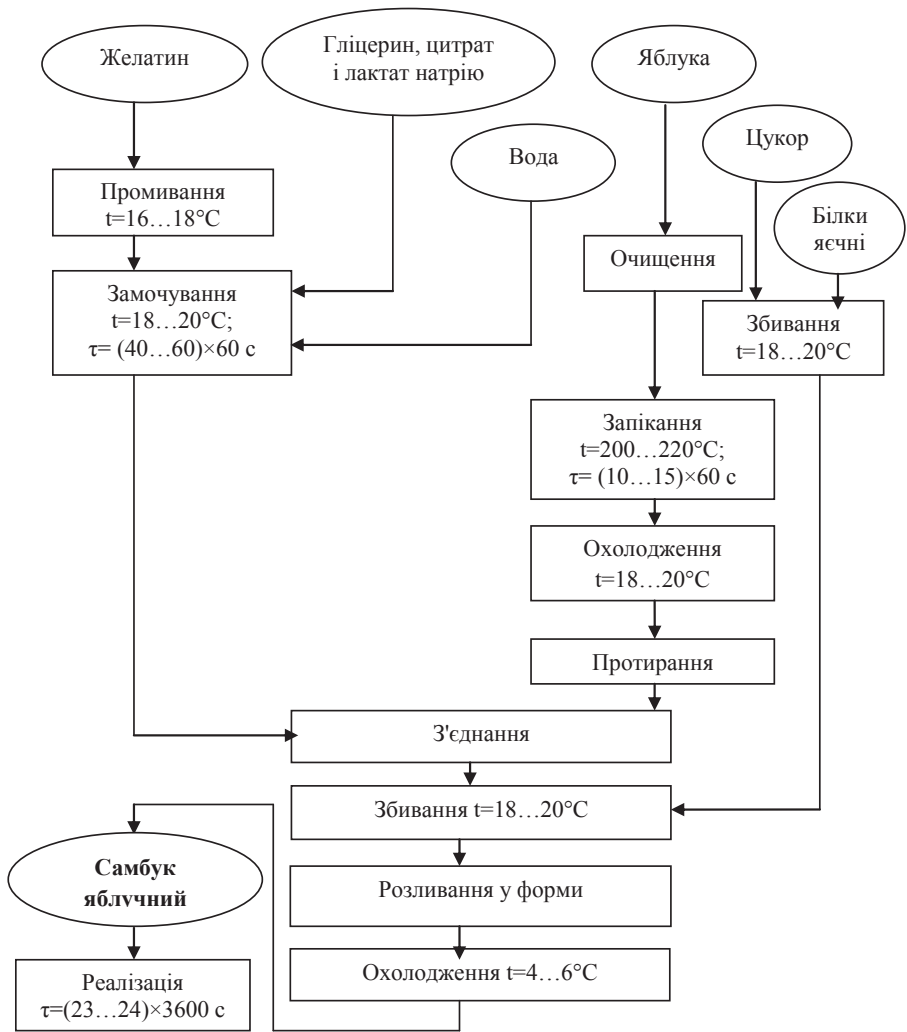 Желатин
Гліцерин, цитрат
і лактат натрію
Яблука
Вода
Цукор
Білки
яєчні
Промивання
t=16…18°С
Очищення
Замочування
t=18…20°С;
τ= (40…60)×60 с
Збивання
t=18…20°С
Запікання
t=200…220°С;
τ= (10…15)×60 с
Охолодження
t=18…20°С
Протирання
З'єднання
Збивання t=18…20°С
Самбук
яблучний
Розливання у форми
Охолодження t=4…6°С
Реалізація
τ=(23…24)×3600 с